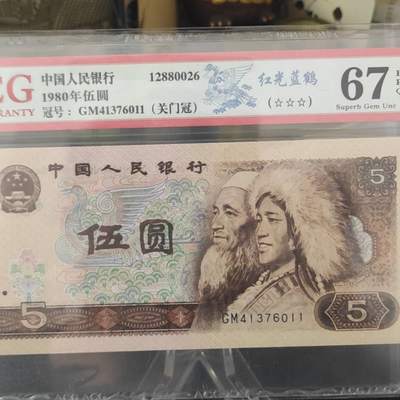 CG
中国人民银行 12880026
1980年伍圆
冠号: GM41376011 (关门冠)
RANTY
红光蓝鹤
(☆☆☆)
67
Superb Gem Unc
中国人民银行
5
伍圆
5
5
GM41376011